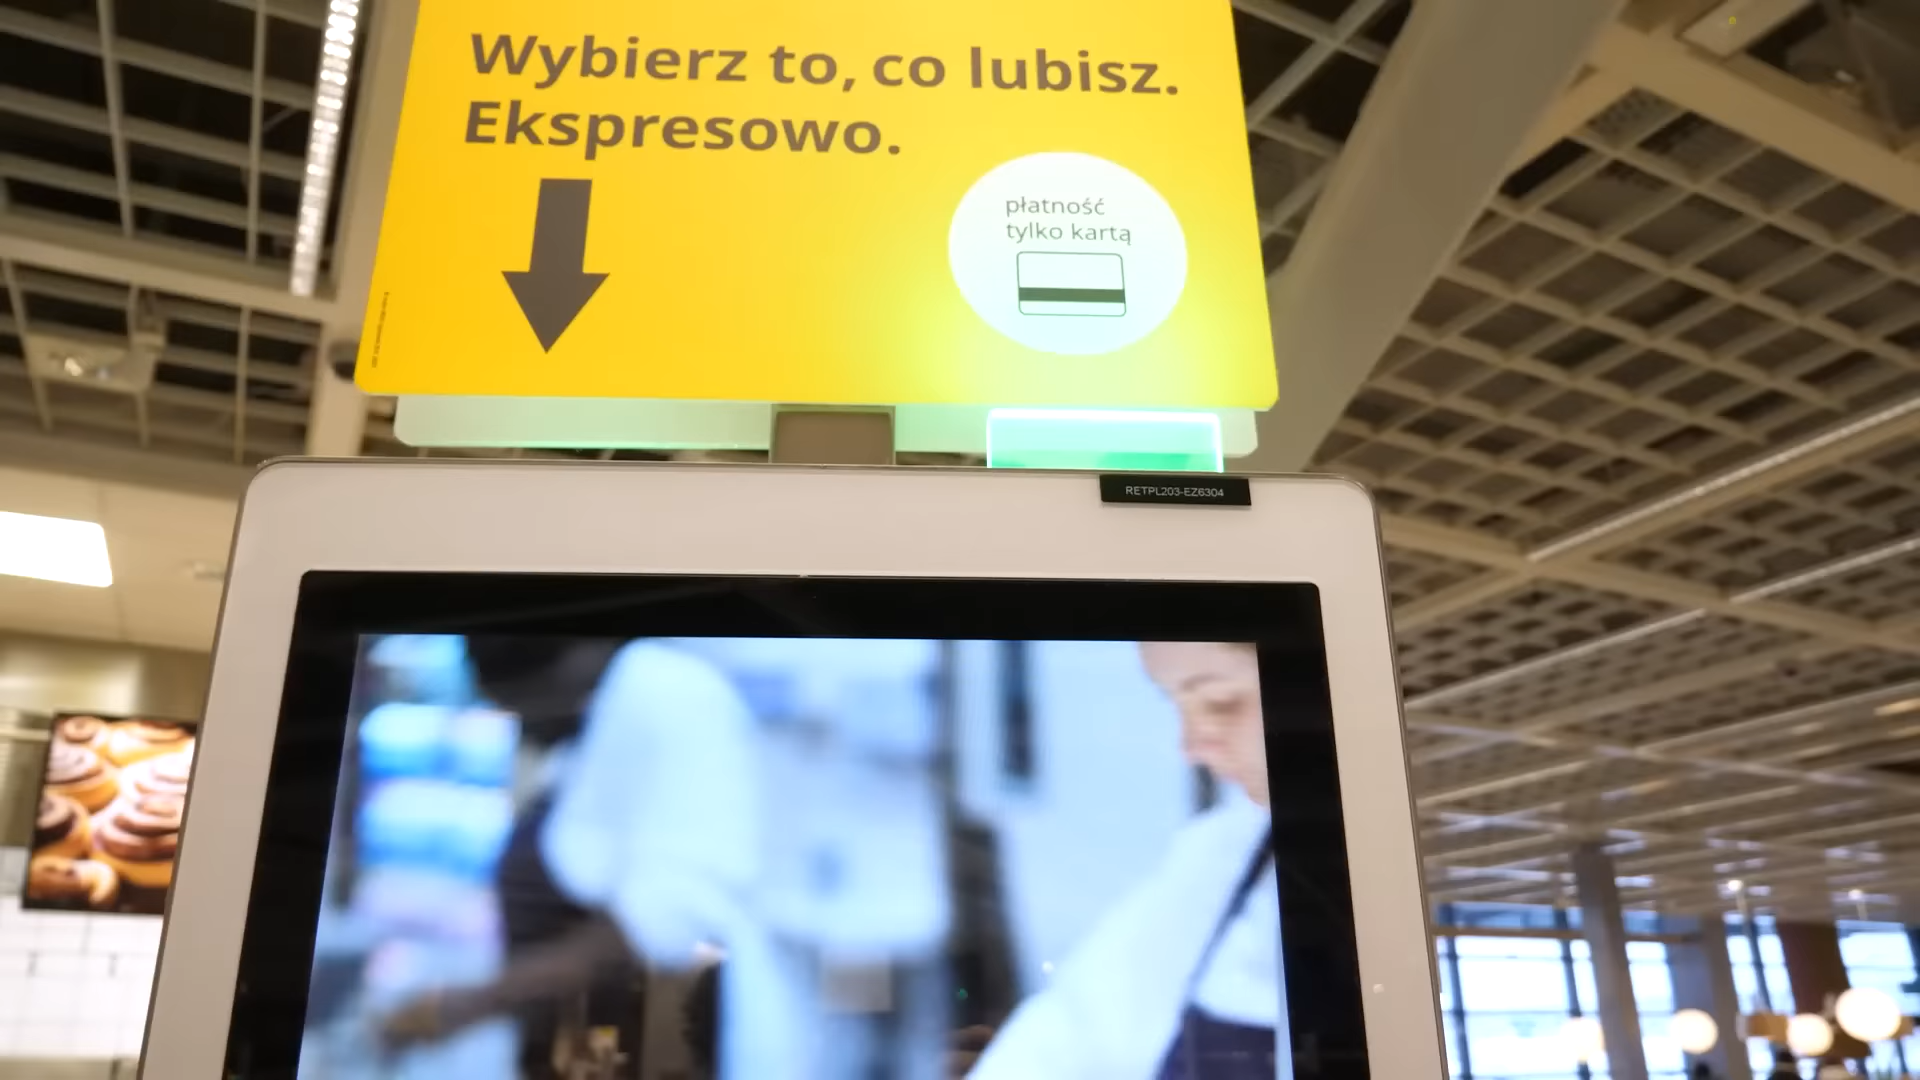 Wybierz to, co lubisz.
Ekspresowo.
płatność
tylko kartą
RETPL203-EZ6304